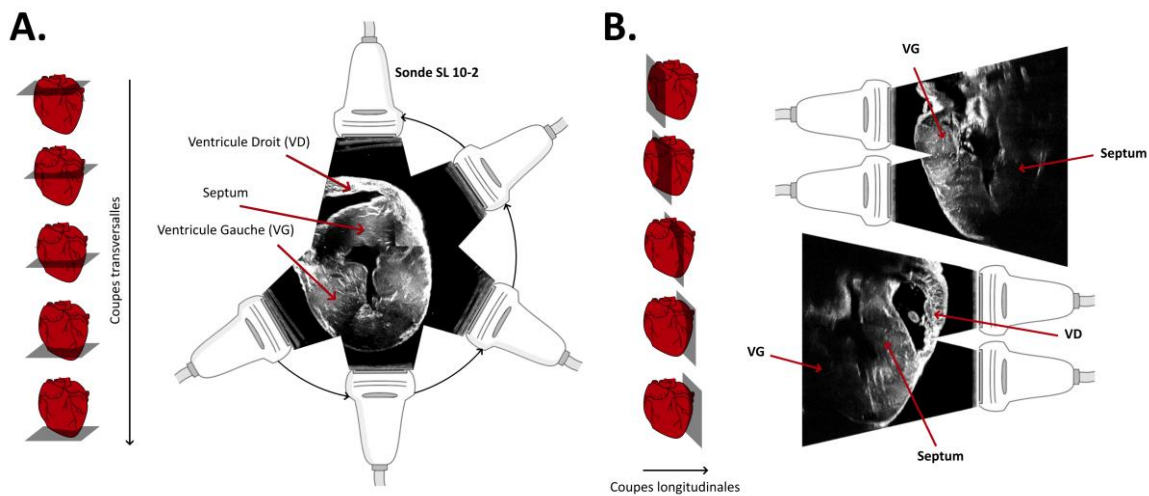 A.
Sonde SL 10-2
Ventricule Droit (VD)
Septum
Ventricule Gauche (VG)
Coupes transversalles
B.
VG
Septum
VG
VD
Septum
Coupes longitudinales